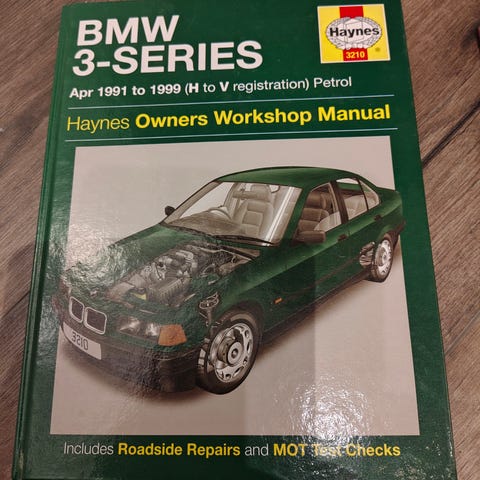 BMW
3-SERIES
Haynes
3210
Apr 1991 to 1999 (H to V registration) Petrol
Haynes Owners Workshop Manual
3210
Includes Roadside Repairs and MOT Test-Checks